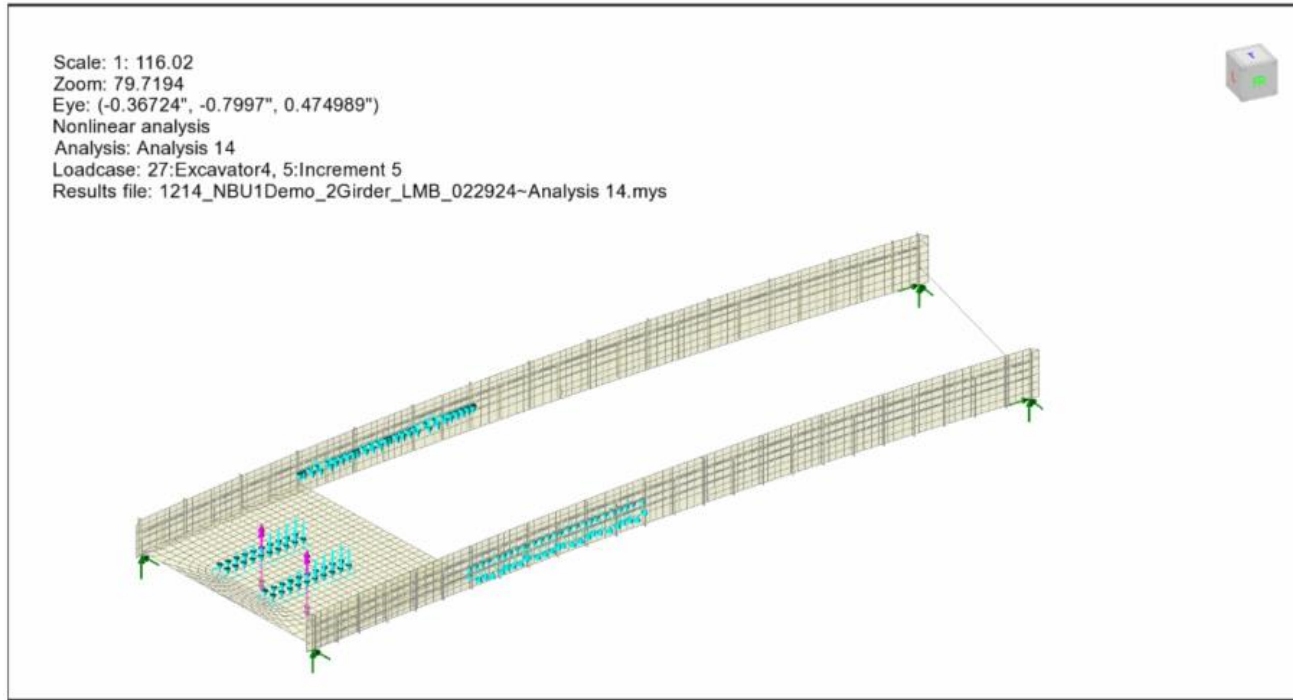 Scale: 1: 116.02
Zoom: 79.7194
Eye: (-0.36724", -0.7997", 0.474989")
Nonlinear analysis
Analysis: Analysis 14
Loadcase: 27:Excavator4, 5:Increment 5
Results file: 1214_NBU1Demo_2Girder_LMB_022924~Analysis 14.mys